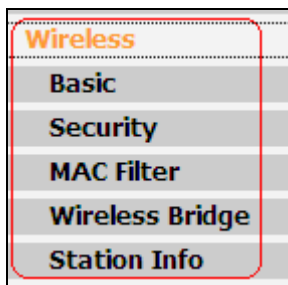 Wireless
Basic
Security
MAC Filter
Wireless Bridge
Station Info